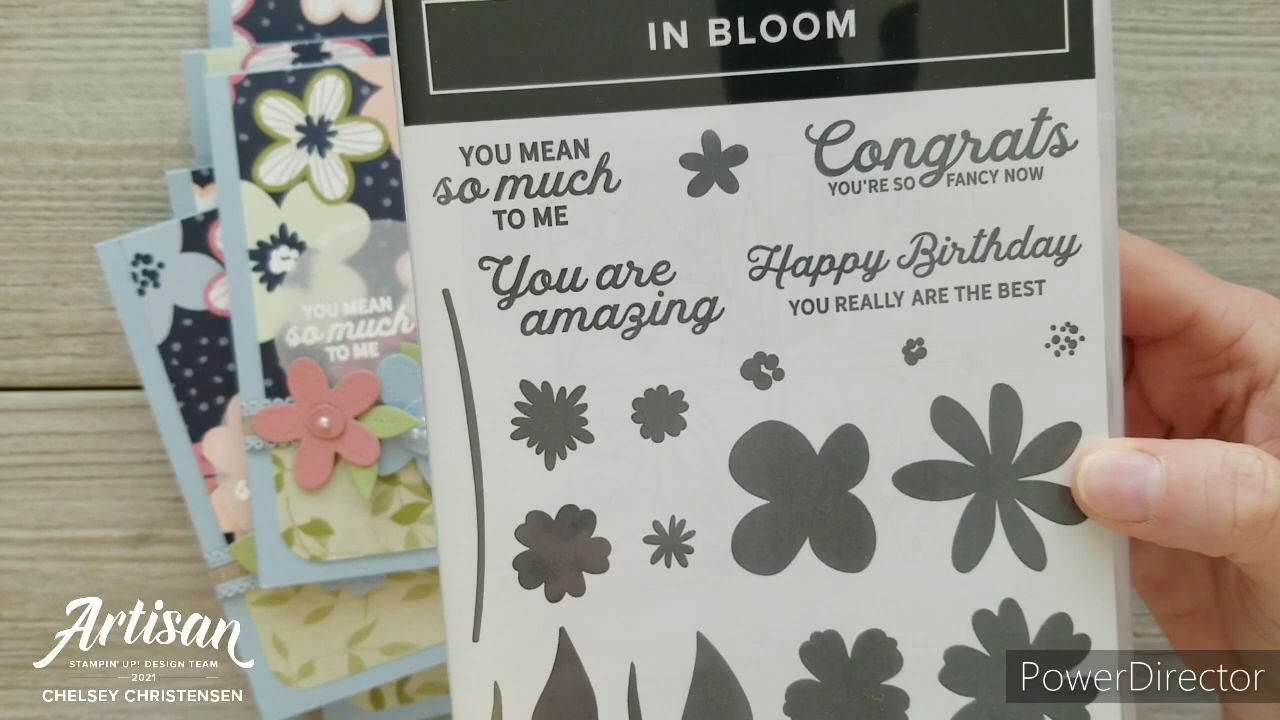 IN BLOOM
YOU MEAN
so much
TO ME
Congrats
YOU'RE SO FANCY NOW
You are
amazing
Happy Birthday
YOU REALLY ARE THE BEST
YOU MEAN
so much
TO ME
Artisan
STAMPIN' UP! DESIGN TEAM
2021
CHELSEY CHRISTENSEN
PowerDirector